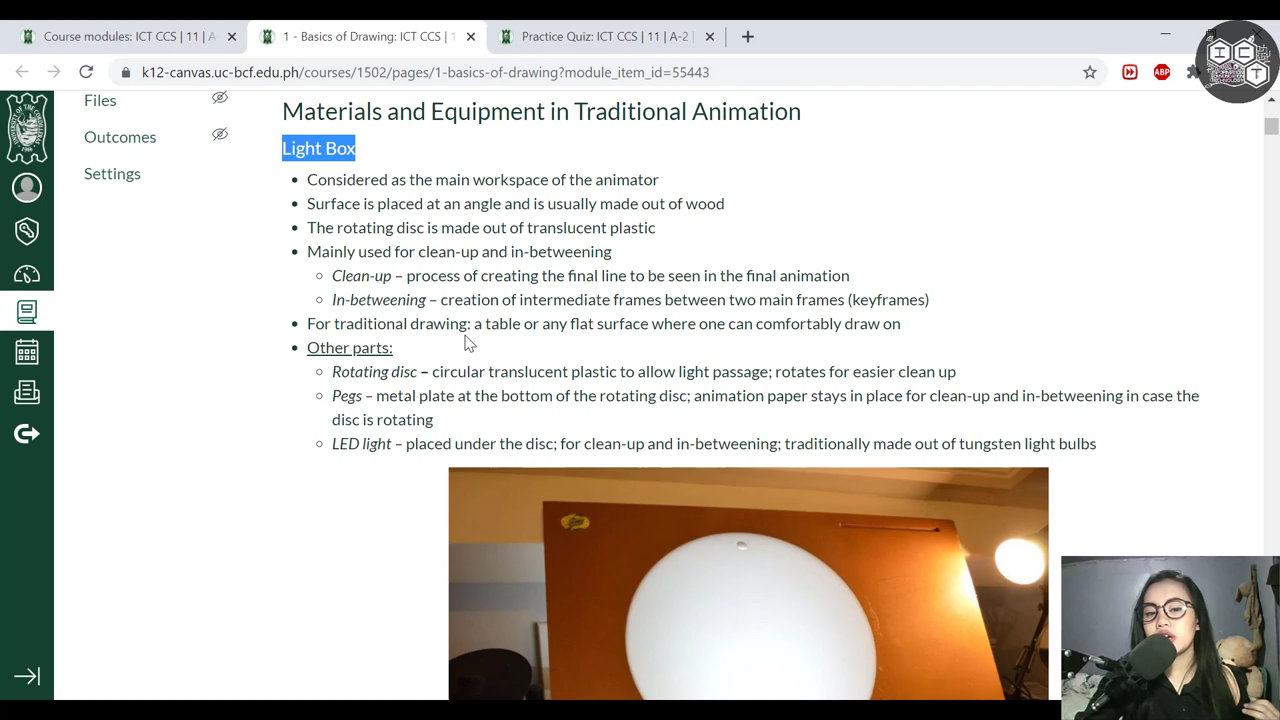 Course modules: ICT CCS | 11 | A
1 - Basics of Drawing: ICT CCS |
Practice Quiz: ICT CCS | 11 | A-2 |
k12-canvas.uc-bcf.edu.ph/courses/1502/pages/1-basics-of-drawing?module_item_id=55443
ABP
I C T
Files
Outcomes
Settings
Materials and Equipment in Traditional Animation
Light Box
• Considered as the main workspace of the animator
• Surface is placed at an angle and is usually made out of wood
• The rotating disc is made out of translucent plastic
• Mainly used for clean-up and in-betweening
◦ Clean-up – process of creating the final line to be seen in the final animation
◦ In-betweening – creation of intermediate frames between two main frames (keyframes)
• For traditional drawing: a table or any flat surface where one can comfortably draw on
• Other parts:
◦ Rotating disc – circular translucent plastic to allow light passage; rotates for easier clean up
◦ Pegs – metal plate at the bottom of the rotating disc; animation paper stays in place for clean-up and in-betweening in case the
disc is rotating
◦ LED light – placed under the disc; for clean-up and in-betweening; traditionally made out of tungsten light bulbs